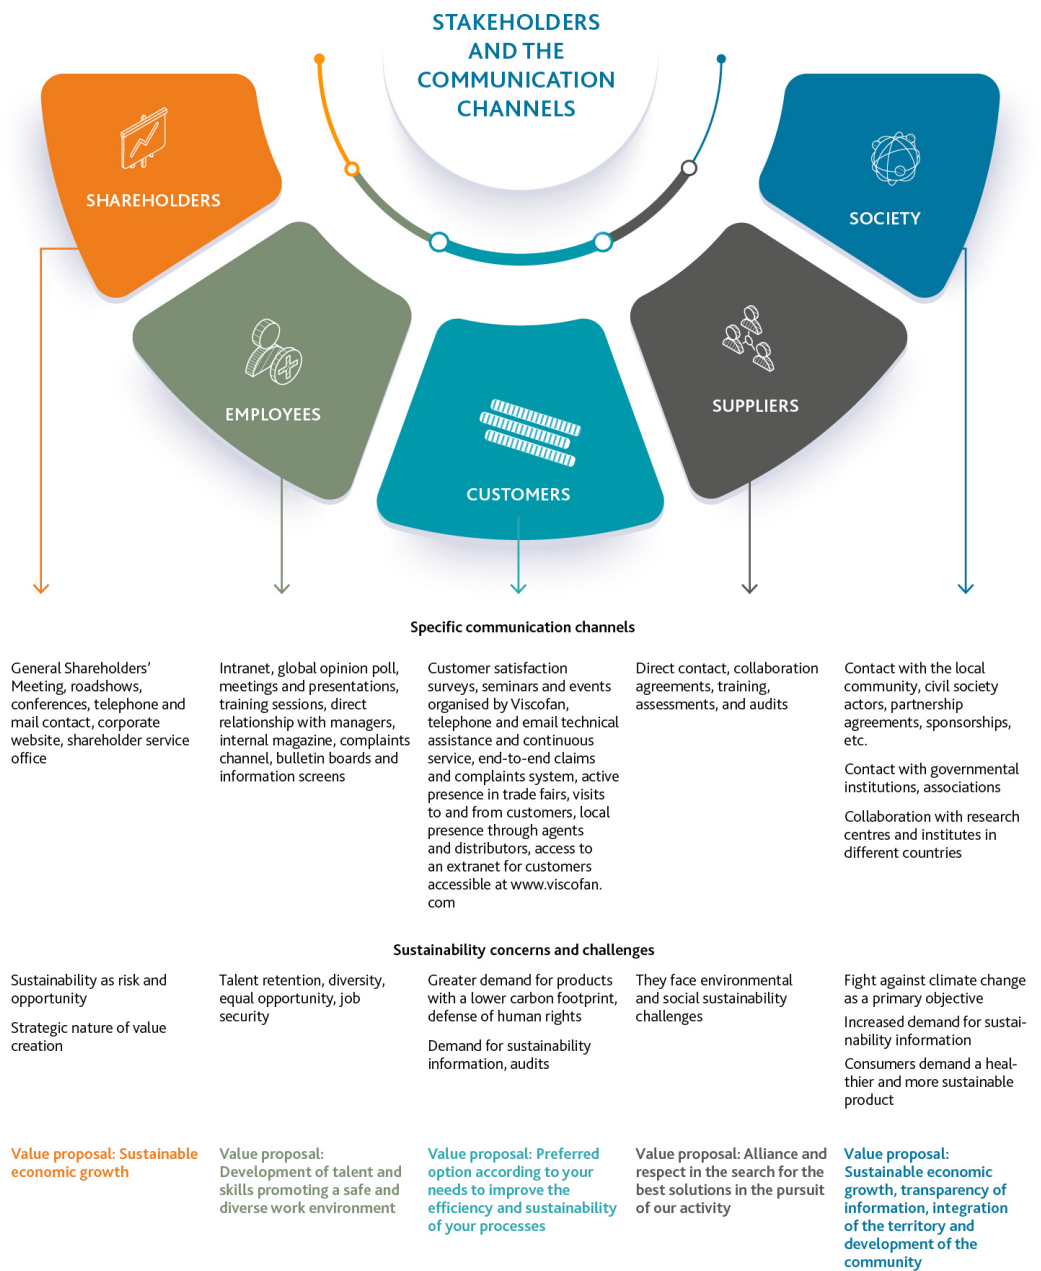 STAKEHOLDERS
AND THE
COMMUNICATION
CHANNELS
SHAREHOLDERS
SOCIETY
EMPLOYEES
SUPPLIERS
CUSTOMERS
Specific communication channels
General Shareholders’
Meeting, roadshows,
conferences, telephone and
mail contact, corporate
website, shareholder service
office
Intranet, global opinion poll,
meetings and presentations,
training sessions, direct
relationship with managers,
internal magazine, complaints
channel, bulletin boards and
information screens
Customer satisfaction
surveys, seminars and events
organised by Viscofan,
telephone and email technical
assistance and continuous
service, end-to-end claims
and complaints system, active
presence in trade fairs, visits
to and from customers, local
presence through agents
and distributors, access to
an extranet for customers
accessible at www.viscofan.
com
Direct contact, collaboration
agreements, training,
assessments, and audits
Contact with the local
community, civil society
actors, partnership
agreements, sponsorships,
etc.
Contact with governmental
institutions, associations
Collaboration with research
centres and institutes in
different countries
Sustainability concerns and challenges
Sustainability as risk and
opportunity
Strategic nature of value
creation
Talent retention, diversity,
equal opportunity, job
security
Greater demand for products
with a lower carbon footprint,
defense of human rights
Demand for sustainability
information, audits
They face environmental
and social sustainability
challenges
Fight against climate change
as a primary objective
Increased demand for sustai-
nability information
Consumers demand a heal-
thier and more sustainable
product
Value proposal: Sustainable
economic growth
Value proposal:
Development of talent and
skills promoting a safe and
diverse work environment
Value proposal: Preferred
option according to your
needs to improve the
efficiency and sustainability
of your processes
Value proposal: Alliance and
respect in the search for the
best solutions in the pursuit
of our activity
Value proposal:
Sustainable economic
growth, transparency of
information, integration
of the territory and
development of the
community